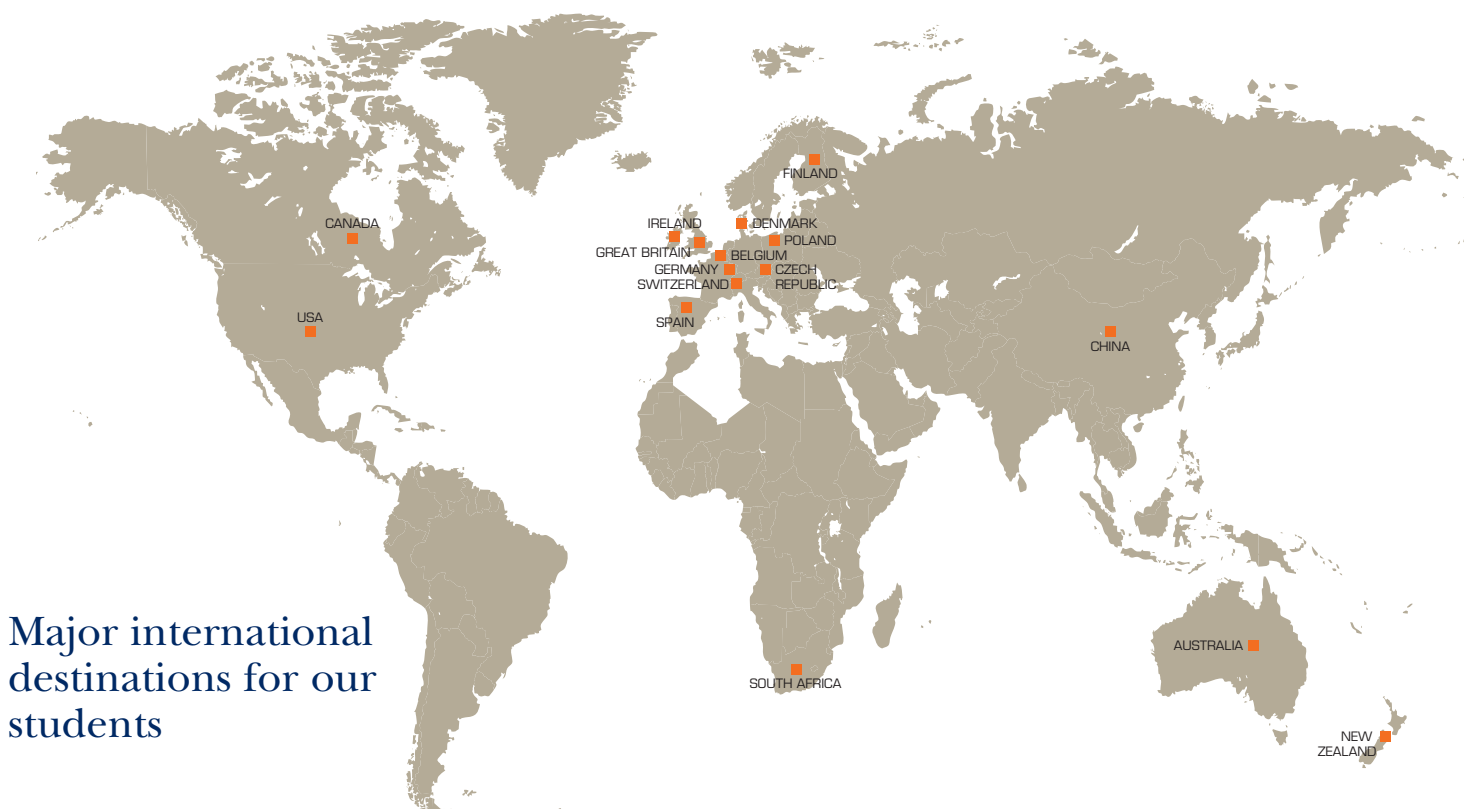 FINLAND
CANADA
IRELAND
DENMARK
GREAT BRITAIN
POLAND
BELGIUM
GERMANY
CZECH
REPUBLIC
SWITZERLAND
SPAIN
USA
CHINA
Major international
destinations for our
students
SOUTH AFRICA
AUSTRALIA
NEW
ZEALAND